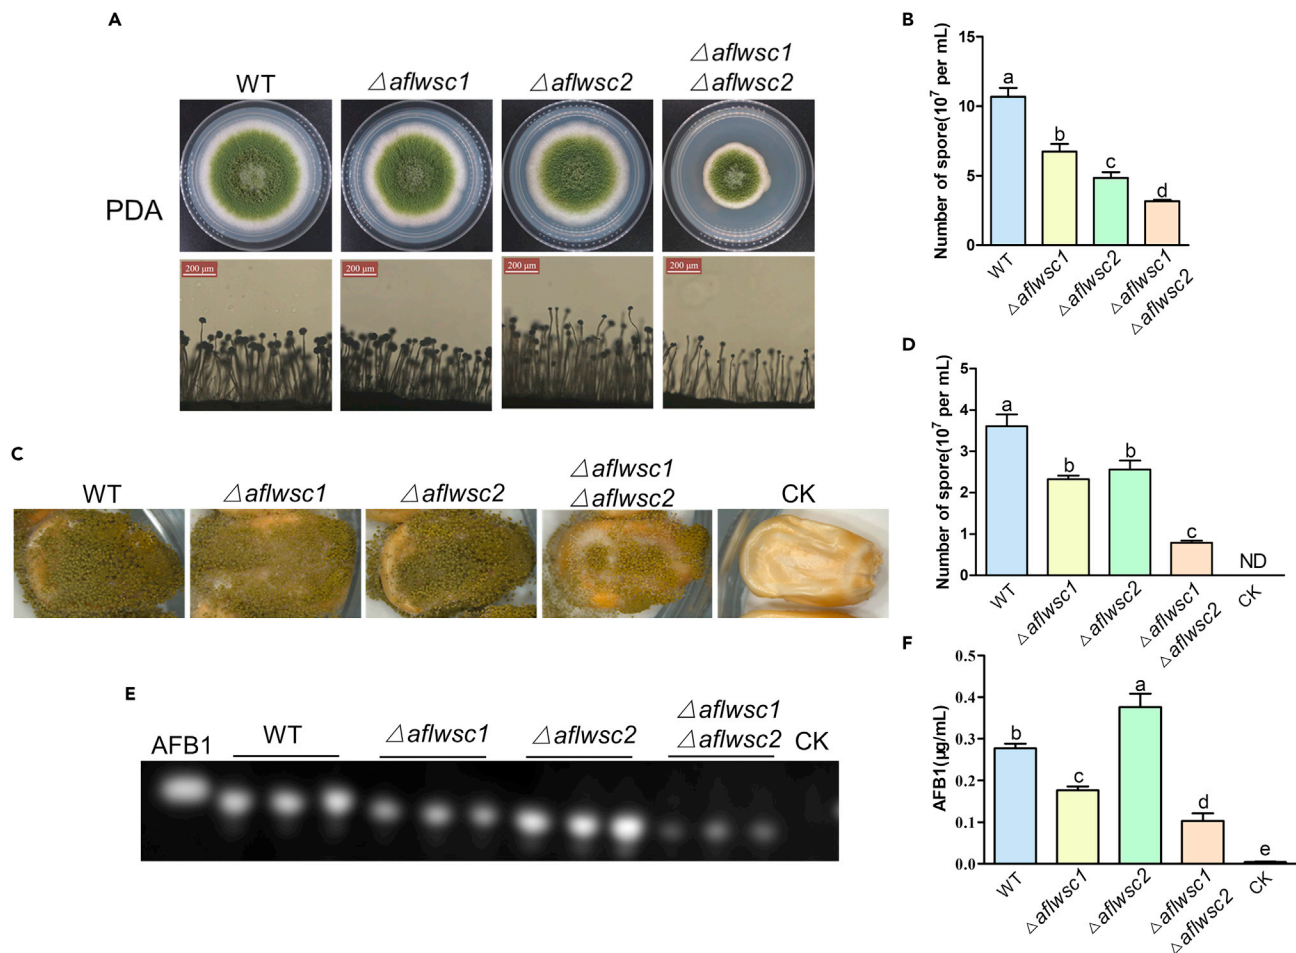 A
WT
△aflwsc1
△aflwsc2
△aflwsc1
△aflwsc2
PDA
200 μm
200 μm
200 μm
200 μm
B
Number of spore(10⁷ per mL)
15
10
5
0
a
b
c
d
WT
△aflwsc1
△aflwsc2
△aflwsc1
△aflwsc2
C
WT
△aflwsc1
△aflwsc2
△aflwsc1
△aflwsc2
CK
D
Number of spore(10⁷ per mL)
5
4
3
2
1
0
a
b
b
c
ND
WT
△aflwsc1
△aflwsc2
△aflwsc1
△aflwsc2
CK
E
AFB1
WT
△aflwsc1
△aflwsc2
△aflwsc1
△aflwsc2
CK
F
AFB1(μg/mL)
0.5
0.4
0.3
0.2
0.1
0.0
b
c
a
d
e
WT
△aflwsc1
△aflwsc2
△aflwsc1
△aflwsc2
CK